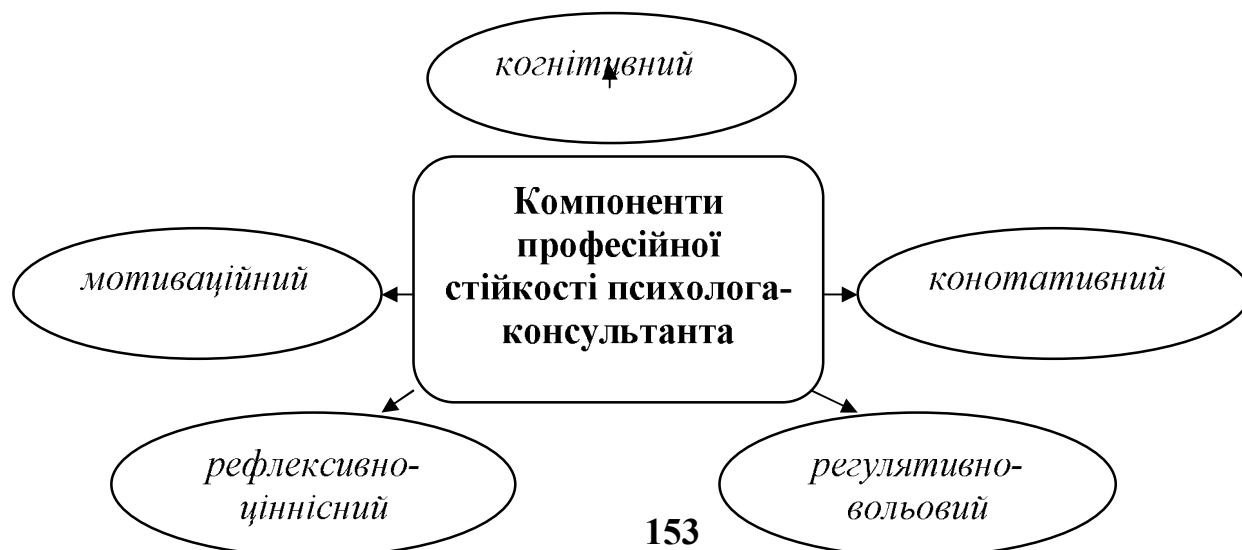 когнітивний
Компоненти
професійної
стійкості психолога-
консультанта
мотиваційний
конотативний
рефлексивно-
ціннісний
регулятивно-
вольовий
153